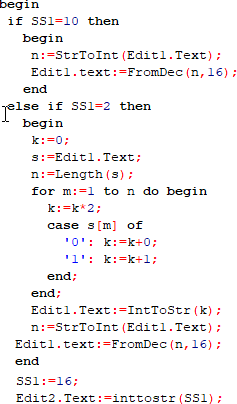 begin
if SS1=10 then
begin
n:=StrToInt(Edit1.Text);
Edit1.text:=FromDec(n,16);
end
else if SS1=2 then
begin
k:=0;
s:=Edit1.Text;
n:=Length(s);
for m:=1 to n do begin
k:=k*2;
case s[m] of
'0': k:=k+0;
'1': k:=k+1;
end;
end;
Edit1.Text:=IntToStr(k);
n:=StrToInt(Edit1.Text);
Edit1.text:=FromDec(n,16);
end
SS1:=16;
Edit2.Text:=inttostr(SS1);